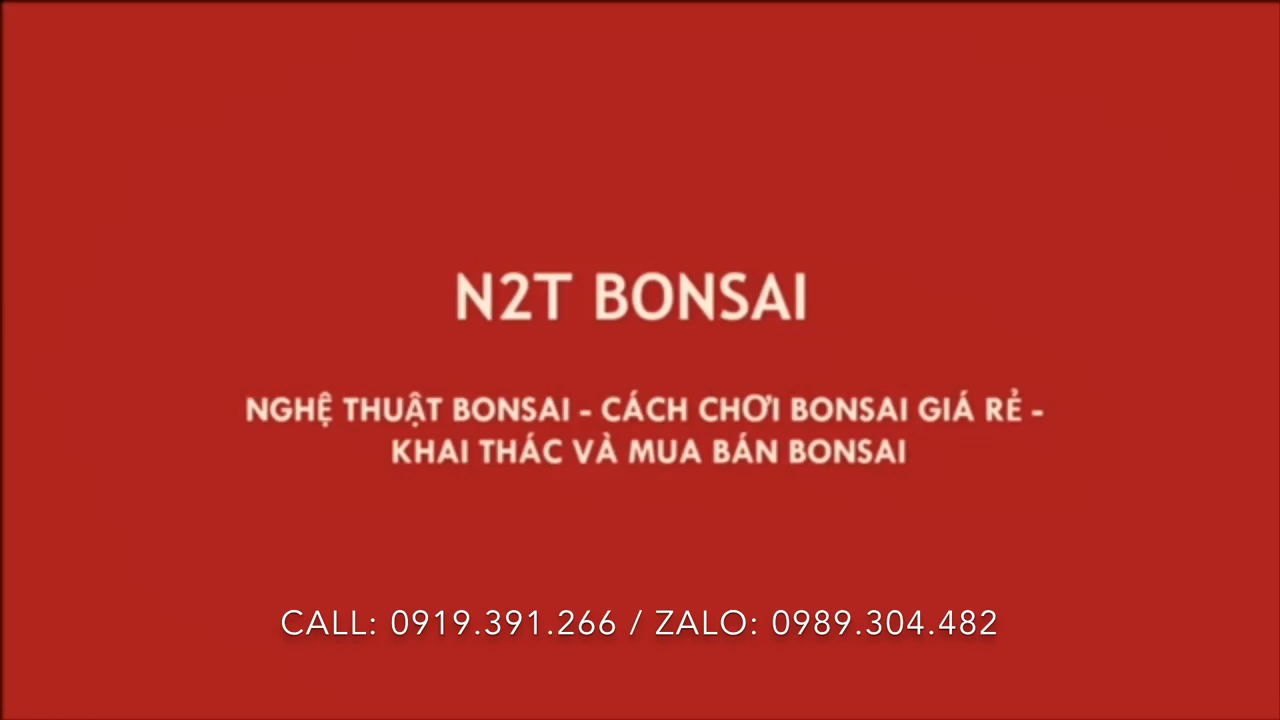 N2T BONSAI
NGHỆ THUẬT BONSAI - CÁCH CHƠI BONSAI GIÁ RẺ -
KHAI THÁC VÀ MUA BÁN BONSAI
CALL: 0919.391.266 / ZALO: 0989.304.482